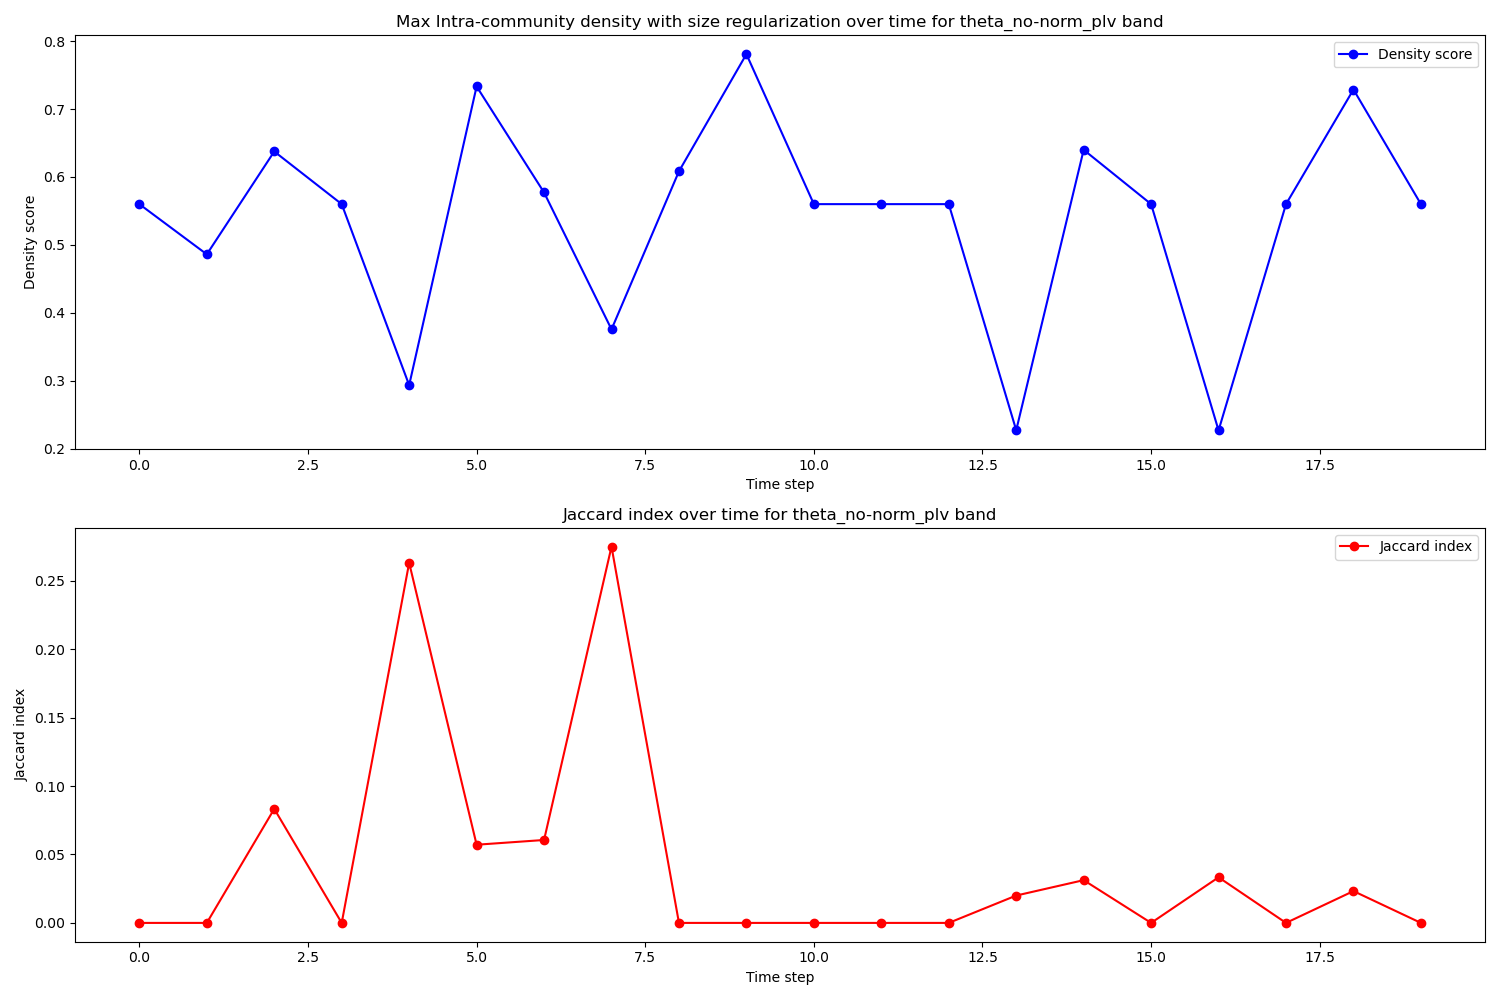 Max Intra-community density with size regularization over time for theta_no-norm_plv band
0.8
0.7
0.6
0.5
0.4
0.3
0.2
Density score
Density score
0.0 2.5 5.0 7.5 10.0 12.5 15.0 17.5
Time step
Jaccard index over time for theta_no-norm_plv band
0.25
0.20
0.15
0.10
0.05
0.00
Jaccard index
Jaccard index
0.0 2.5 5.0 7.5 10.0 12.5 15.0 17.5
Time step